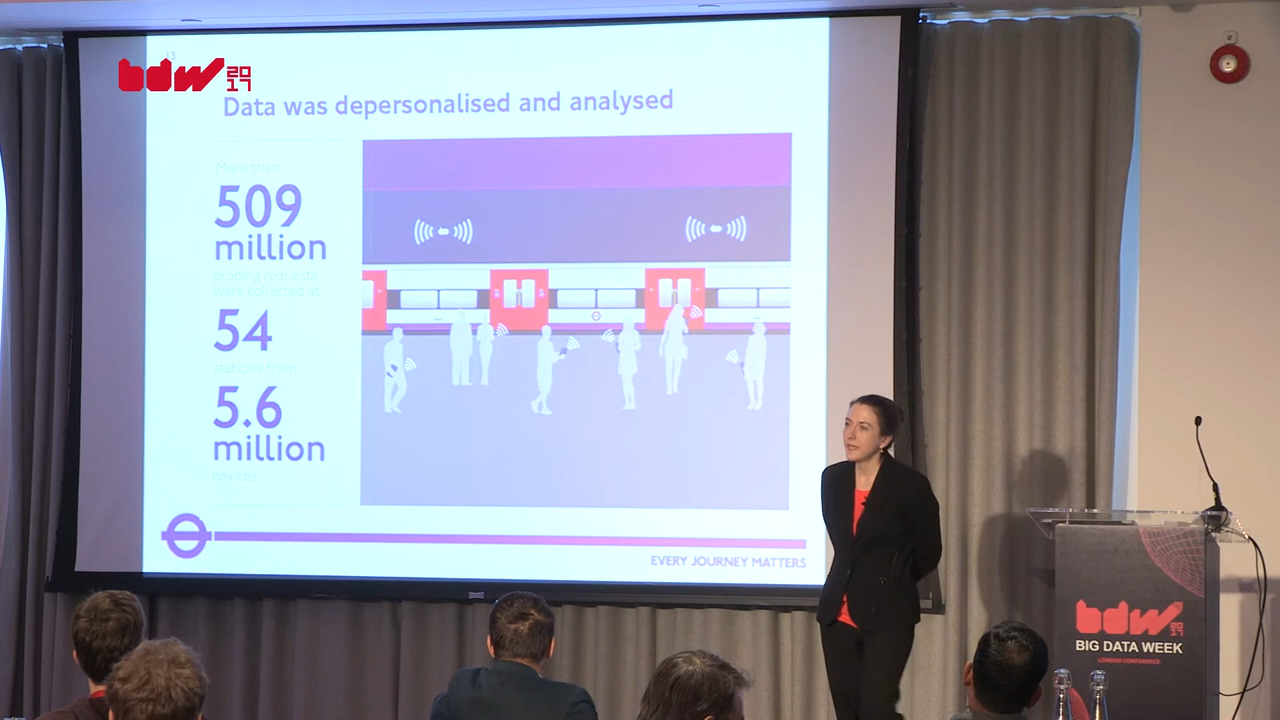 bdw 20 17
13
Data was depersonalised and analysed
More than
509
million
probing requests
were collected at
54
stations from
5.6
million
devices
EVERY JOURNEY MATTERS
bdw 20 17
BIG DATA WEEK
LONDON CONFERENCE